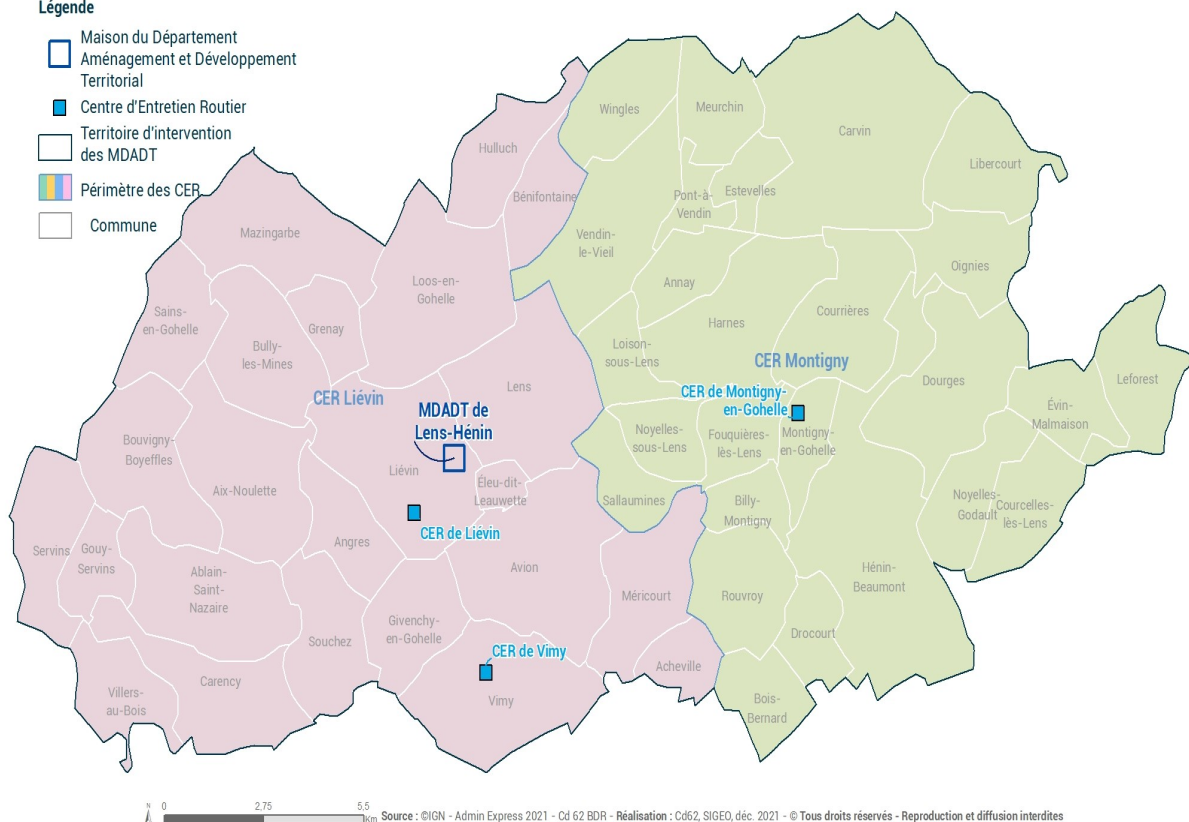 Légende
Maison du Département
Aménagement et Développement
Territorial
Centre d'Entretien Routier
Territoire d'intervention
des MDADT
Périmètre des CER
Commune
Wingles
Meurchin
Carvin
Libercourt
Hulluch
Bénifontaine
Pont-à-
Vendin
Estevelles
Vendin-
le-Vieil
Mazingarbe
Oignies
Loos-en-
Gohelle
Annay
Courrières
Harnes
Sains-
en-Gohelle
Grenay
Bully-
les-Mines
Loison-
sous-Lens
CER Montigny
Lens
Dourges
Leforest
CER Liévin
MDADT de
Lens-Hénin
CER de Montigny-
en-Gohelle
Évin-
Malmaison
Bouvigny-
Boyeffles
Noyelles-
sous-Lens
Fouquières-
lès-Lens
Montigny-
en-Gohelle
Liévin
Aix-Noulette
Éleu-dit-
Leauwette
Sallaumines
Billy-
Montigny
Noyelles-
Godault
Courcelles-
lès-Lens
CER de Liévin
Angres
Servins
Gouy-
Servins
Avion
Ablain-
Saint-
Nazaire
Hénin-
Beaumont
Méricourt
Rouvroy
Givenchy-
en-Gohelle
Drocourt
Souchez
CER de Vimy
Acheville
Carency
Villers-
au-Bois
Vimy
Bois-
Bernard
N
0 2,75 5,5
Km
Source : ©IGN - Admin Express 2021 - Cd 62 BDR - Réalisation : Cd62, SIGEO, déc. 2021 - © Tous droits réservés - Reproduction et diffusion interdites